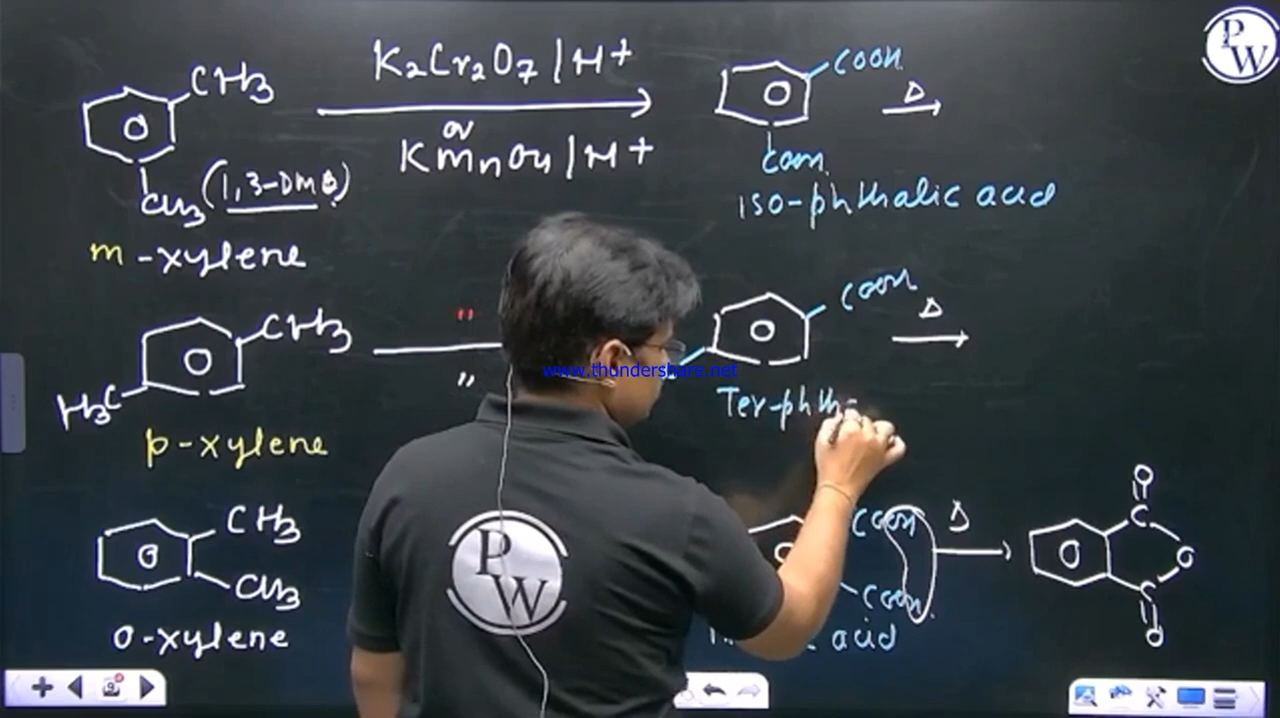 P
W
K2Cr2O7 / H+
or
KMnO4 / H+
CH3
CH3 (1,3-DMB)
m-xylene
COOH
COOH
Δ
iso-phthalic acid
CH3
H3C
p-xylene
"
"
COOH
Δ
Ter-phth
www.thundershare.net
CH3
CH3
o-xylene
COOH
COOH
acid
Δ
O
C
O
C
O
P
W